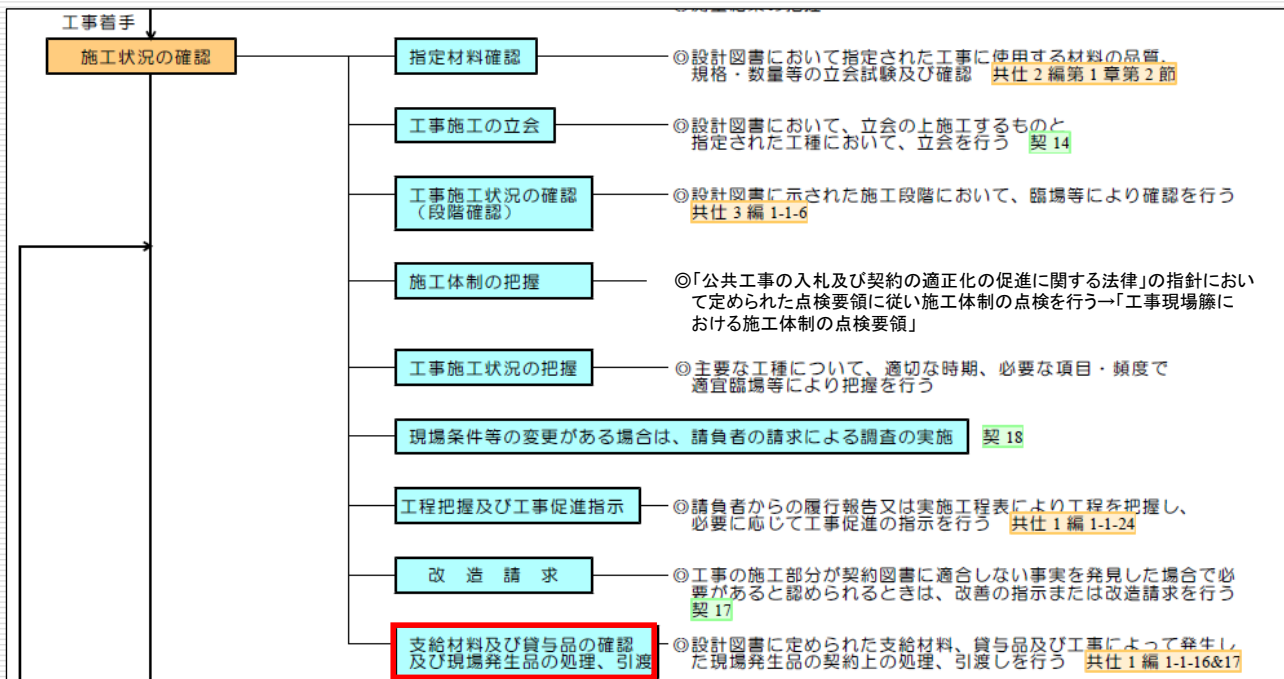 工事着手
施工状況の確認
指定材料確認
◎設計図書において指定された工事に使用する材料の品質、
規格・数量等の立会試験及び確認 共仕 2 編第 1 章第 2 節
工事施工の立会
◎設計図書において、立会の上施工するものと
指定された工種において、立会を行う 契 14
工事施工状況の確認
（段階確認）
◎設計図書に示された施工段階において、臨場等により確認を行う
共仕 3 編 1-1-6
施工体制の把握
◎「公共工事の入札及び契約の適正化の促進に関する法律」の指針におい
て定められた点検要領に従い施工体制の点検を行う→「工事現場籐に
おける施工体制の点検要領」
工事施工状況の把握
◎主要な工種について、適切な時期、必要な項目・頻度で
適宜臨場等により把握を行う
現場条件等の変更がある場合は、請負者の請求による調査の実施 契 18
工程把握及び工事促進指示
◎請負者からの履行報告又は実施工程表により工程を把握し、
必要に応じて工事促進の指示を行う 共仕 1 編 1-1-24
改 造 請 求
◎工事の施工部分が契約図書に適合しない事実を発見した場合で必
要があると認められるときは、改善の指示または改造請求を行う
契 17
支給材料及び貸与品の確認
及び現場発生品の処理、引渡
◎設計図書に定められた支給材料、貸与品及び工事によって発生し
た現場発生品の契約上の処理、引渡しを行う 共仕 1 編 1-1-16&17